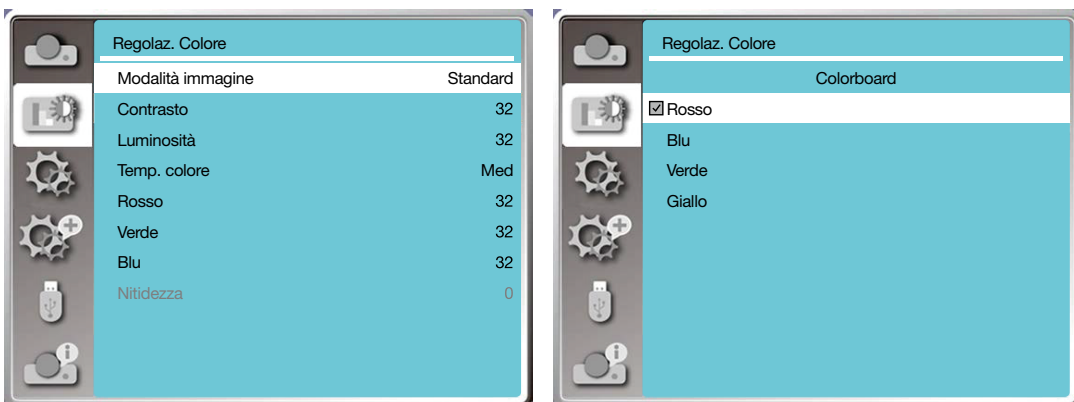 Regolaz. Colore
Modalità immagine Standard
Contrasto 32
Luminosità 32
Temp. colore Med
Rosso 32
Verde 32
Blu 32
Nitidezza 0
Regolaz. Colore
Colorboard
Rosso
Blu
Verde
Giallo